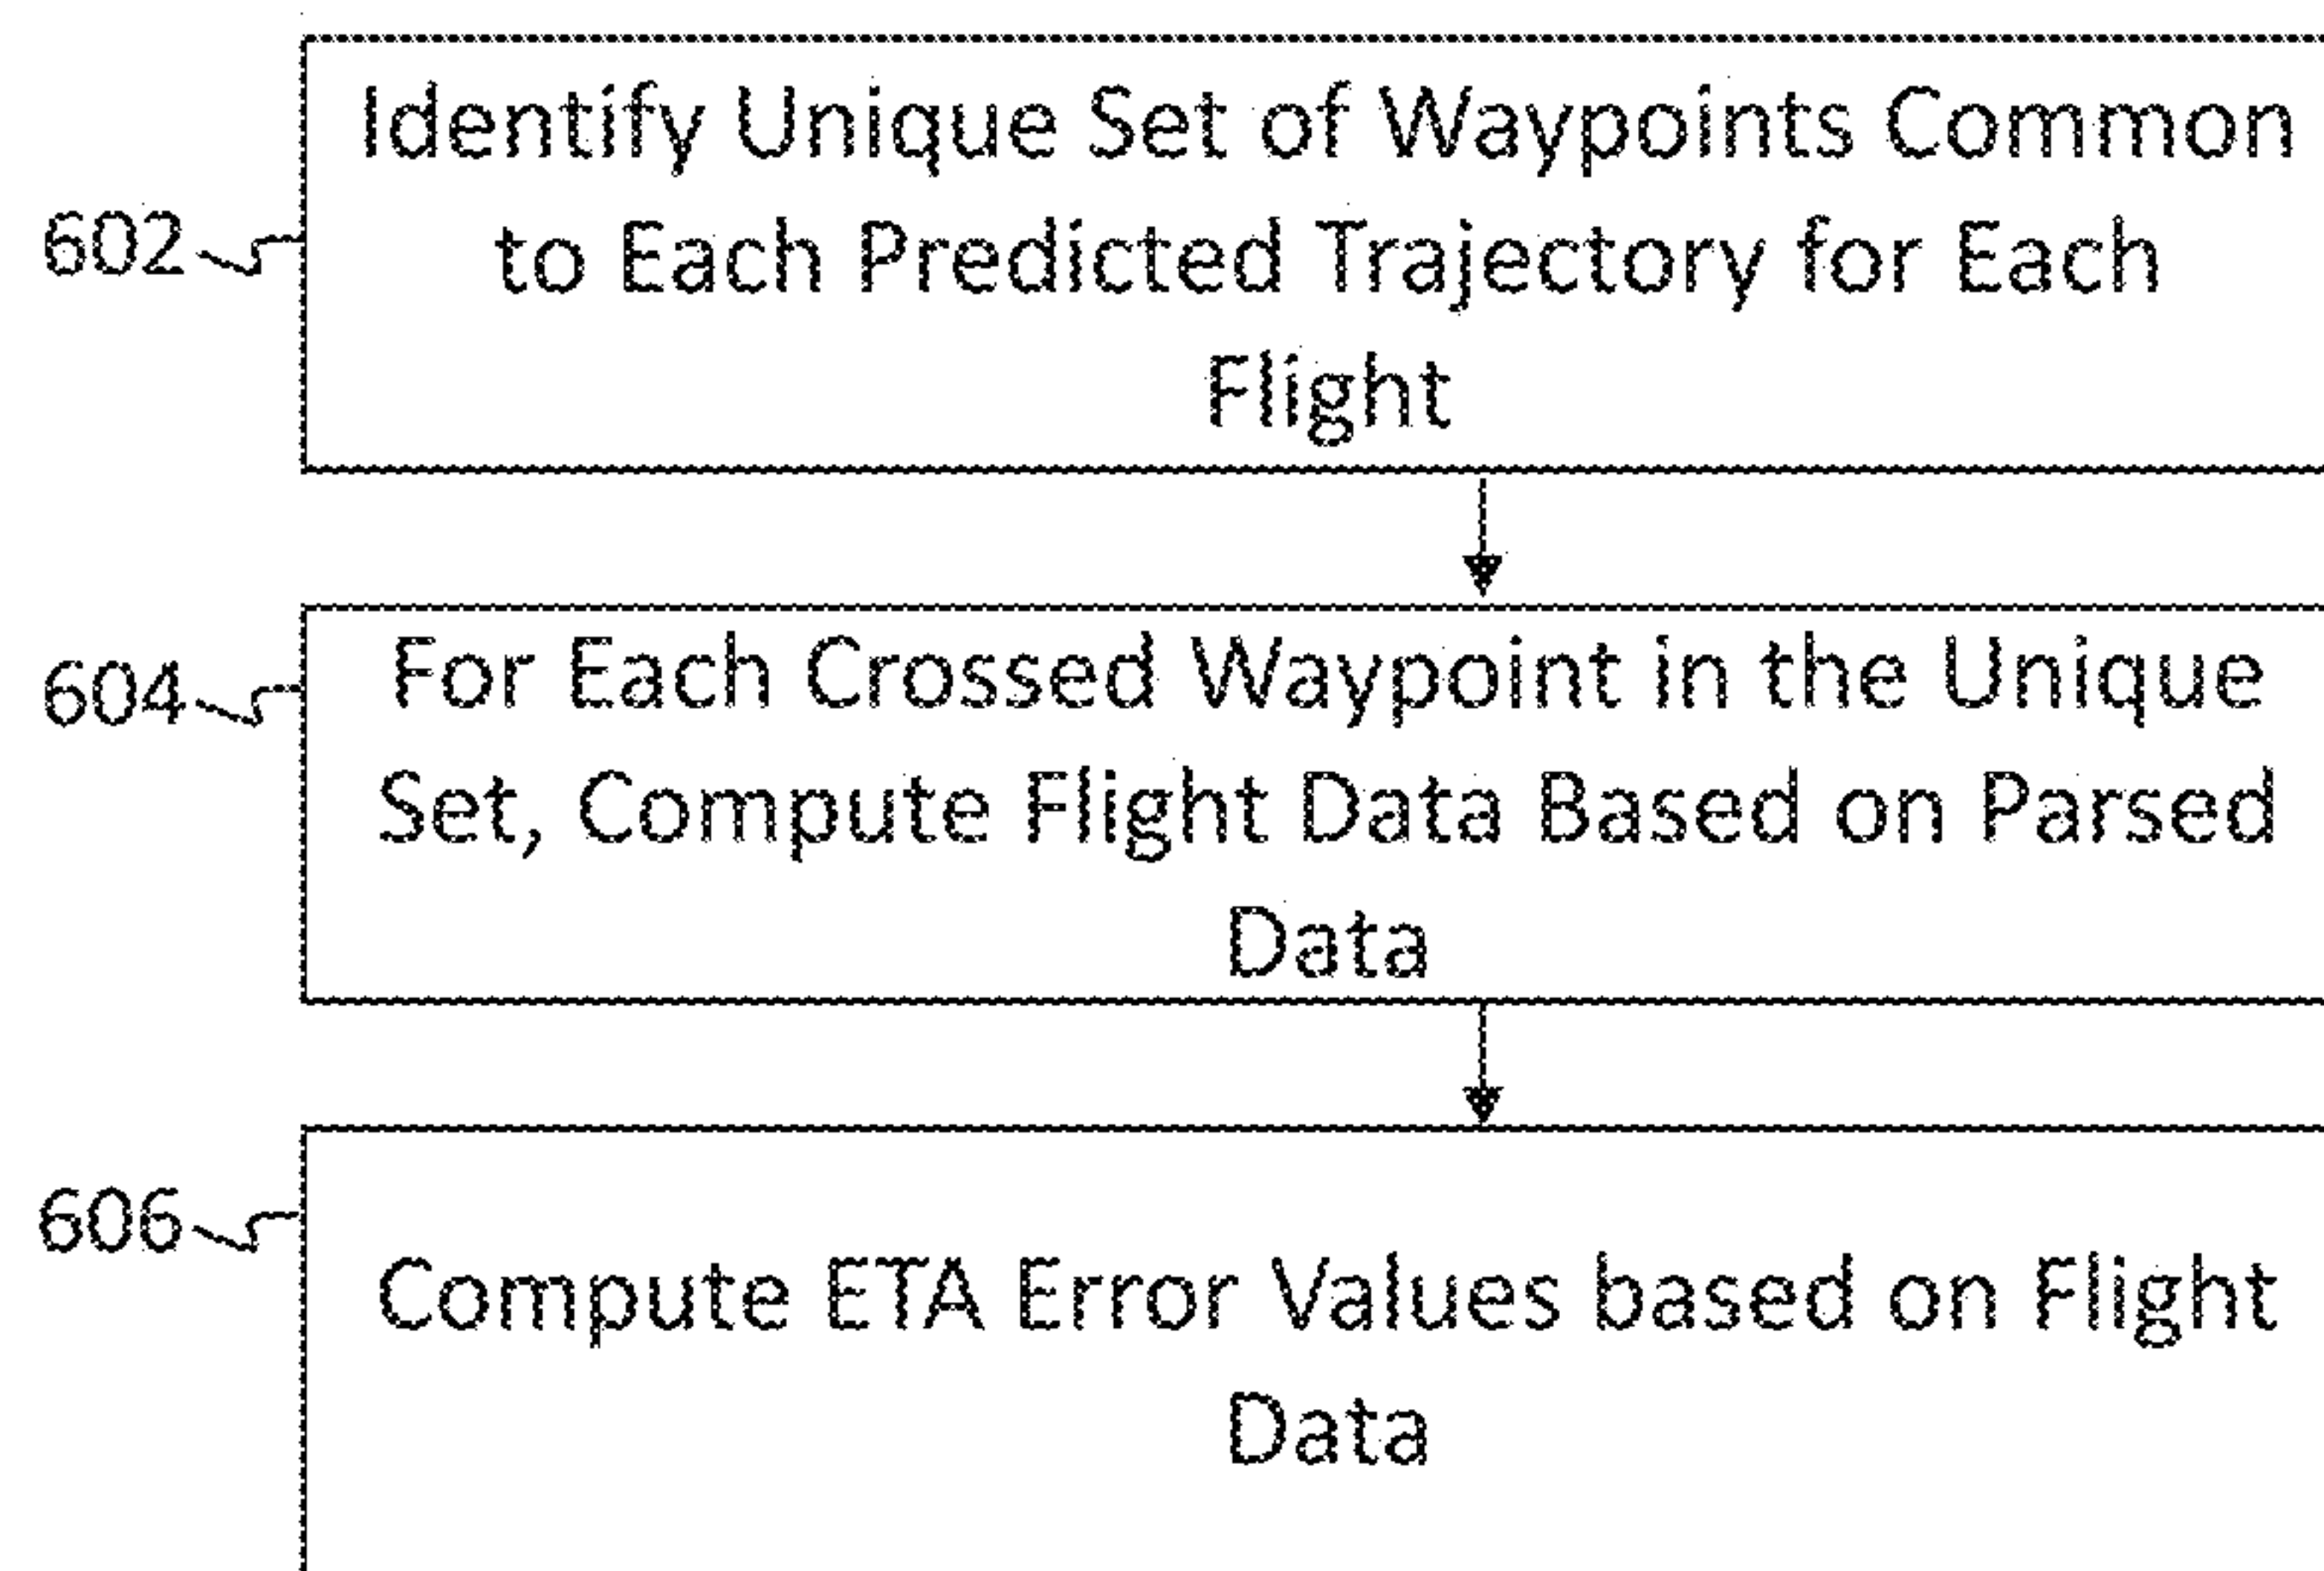 Identify Unique Set of Waypoints Common
602
to Each Predicted Trajectory for Each
Flight
For Each Crossed Waypoint in the Unique
604
Set, Compute Flight Data Based on Parsed
Data
606
Compute ETA Error Values based on Flight
Data